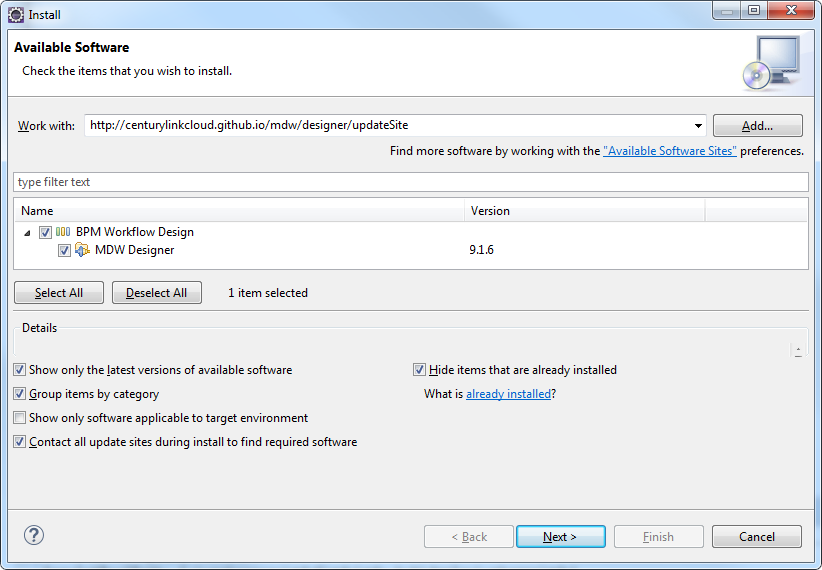 Install
Available Software
Check the items that you wish to install.
Work with: http://centurylinkcloud.github.io/mdw/designer/updateSite Add...
Find more software by working with the "Available Software Sites" preferences.
type filter text
Name Version
BPM Workflow Design
MDW Designer 9.1.6
Select All Deselect All 1 item selected
Details
Show only the latest versions of available software Hide items that are already installed
Group items by category What is already installed?
Show only software applicable to target environment
Contact all update sites during install to find required software
? < Back Next > Finish Cancel